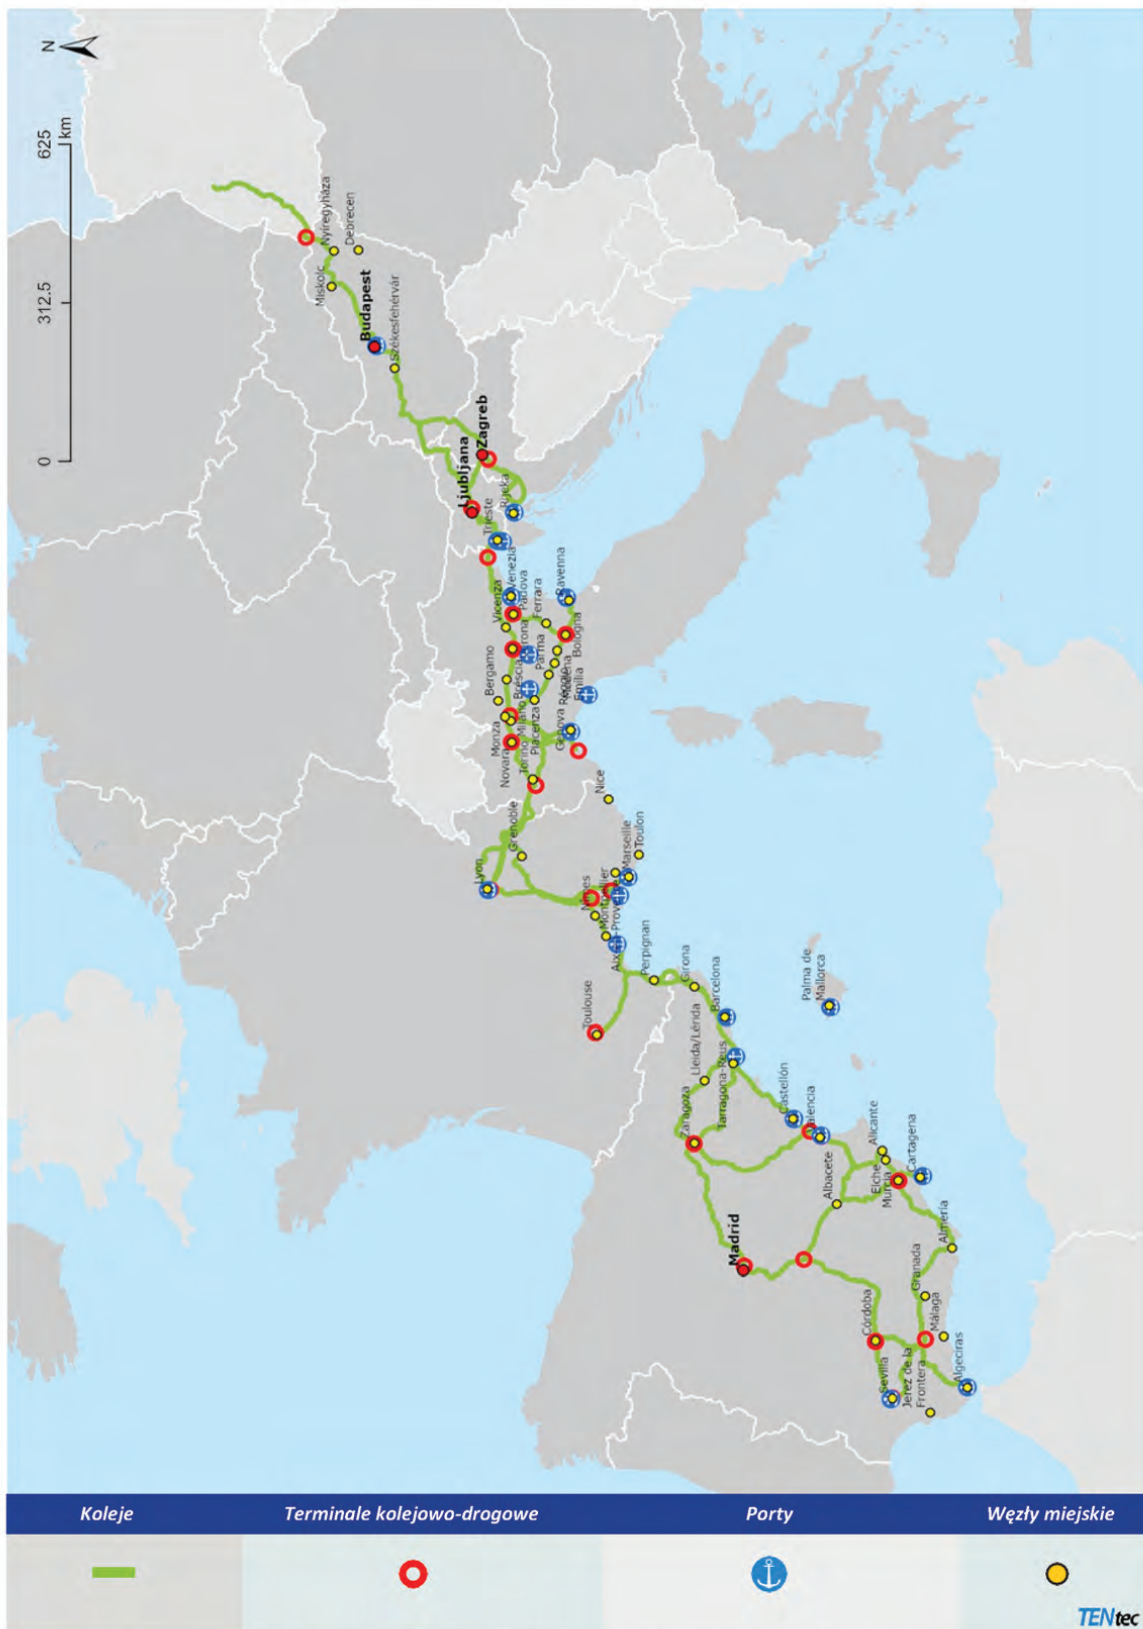 N
0
312.5
625
km
Miskolc
Nyíregyháza
Debrecen
Budapest
Székesfehérvár
Ljubljana
Zagreb
Trieste
Rijeka
Vicenza
Venezia
Padova
Ferrara
Ravenna
Bergamo
Brescia
Parma
Bologna
Reggio
Emilia
Monza
Milano
Novara
Torino
Piacenza
Genova
Lyon
Grenoble
Nice
Toulon
Marseille
Nîmes
Montpellier
Perpignan
Toulouse
Girona
Barcelona
Lleida/Lérida
Tarragona-Reus
Zaragoza
Castellón
Palma de
Mallorca
Albacete
Alicante
Elche
Murcia
Cartagena
Madrid
Almería
Granada
Málaga
Córdoba
Sevilla
Jerez de la
Frontera
Algeciras
Koleje
Terminale kolejowo-drogowe
Porty
Węzły miejskie
TENtec